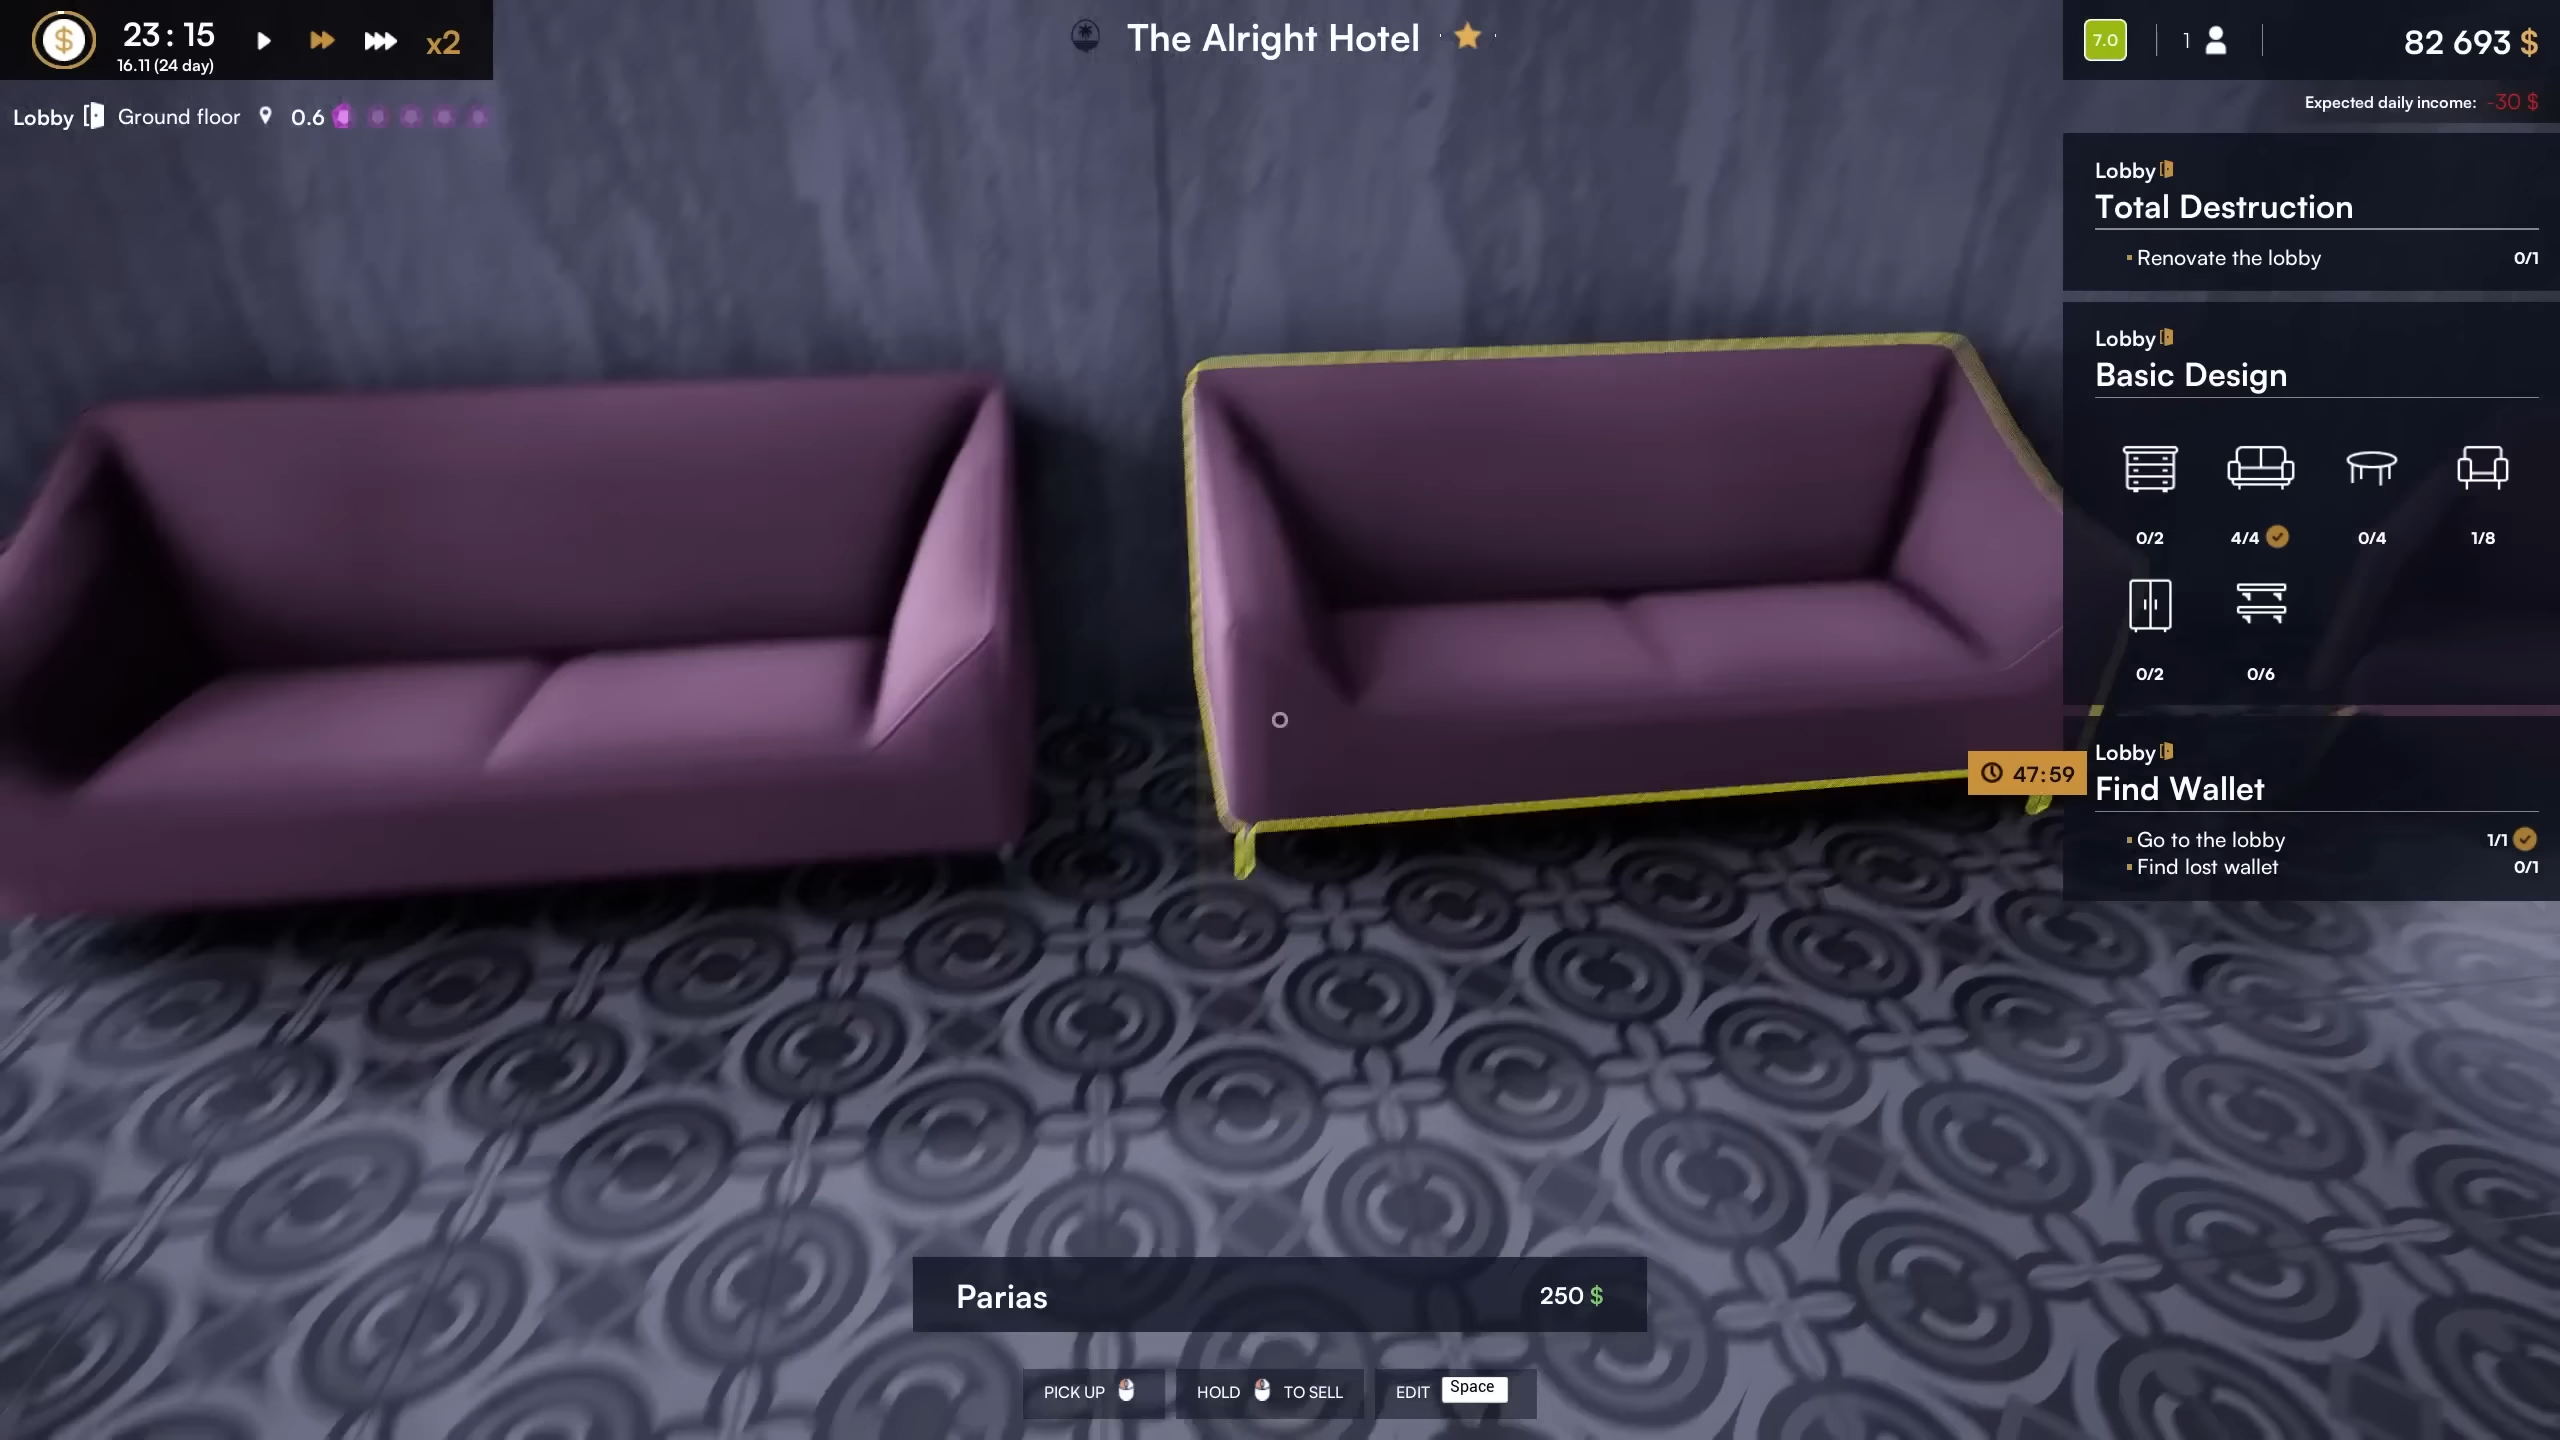 23:15
16.11 (24 day)
x2
The Alright Hotel
7.0
1
82 693 $
Expected daily income: -30 $
Lobby Ground floor 0.6
Lobby
Total Destruction
Renovate the lobby 0/1
Lobby
Basic Design
0/2 4/4 0/4 1/8
0/2 0/6
47:59
Lobby
Find Wallet
Go to the lobby 1/1
Find lost wallet 0/1
Parias 250 $
PICK UP HOLD TO SELL EDIT Space